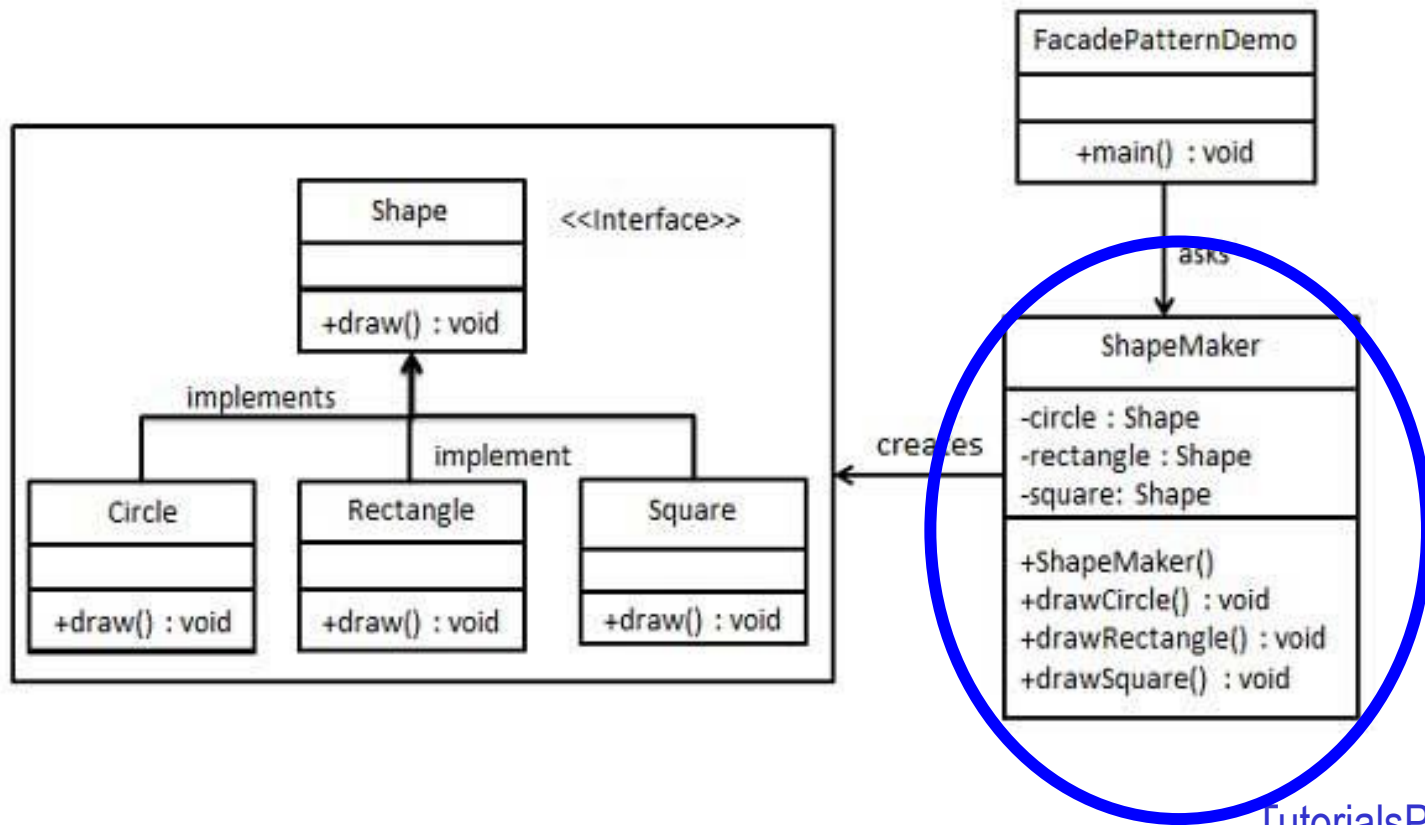 FacadePatternDemo
+main() : void
asks
Shape
<<Interface>>
+draw() : void
implements
implement
Circle
+draw() : void
Rectangle
+draw() : void
Square
+draw() : void
creates
ShapeMaker
-circle : Shape
-rectangle : Shape
-square: Shape
+ShapeMaker()
+drawCircle() : void
+drawRectangle() : void
+drawSquare() : void